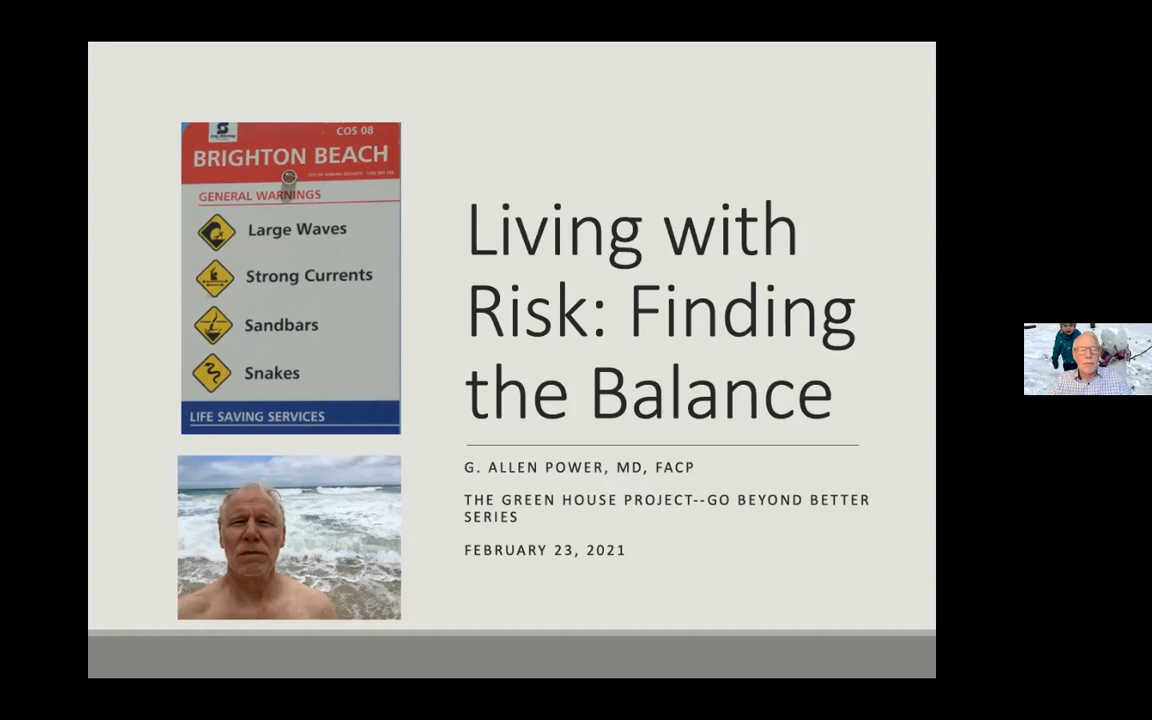 COS 08
BRIGHTON BEACH
GENERAL WARNINGS
Large Waves
Strong Currents
Sandbars
Snakes
LIFE SAVING SERVICES
Living with
Risk: Finding
the Balance
G. ALLEN POWER, MD, FACP
THE GREEN HOUSE PROJECT--GO BEYOND BETTER
SERIES
FEBRUARY 23, 2021